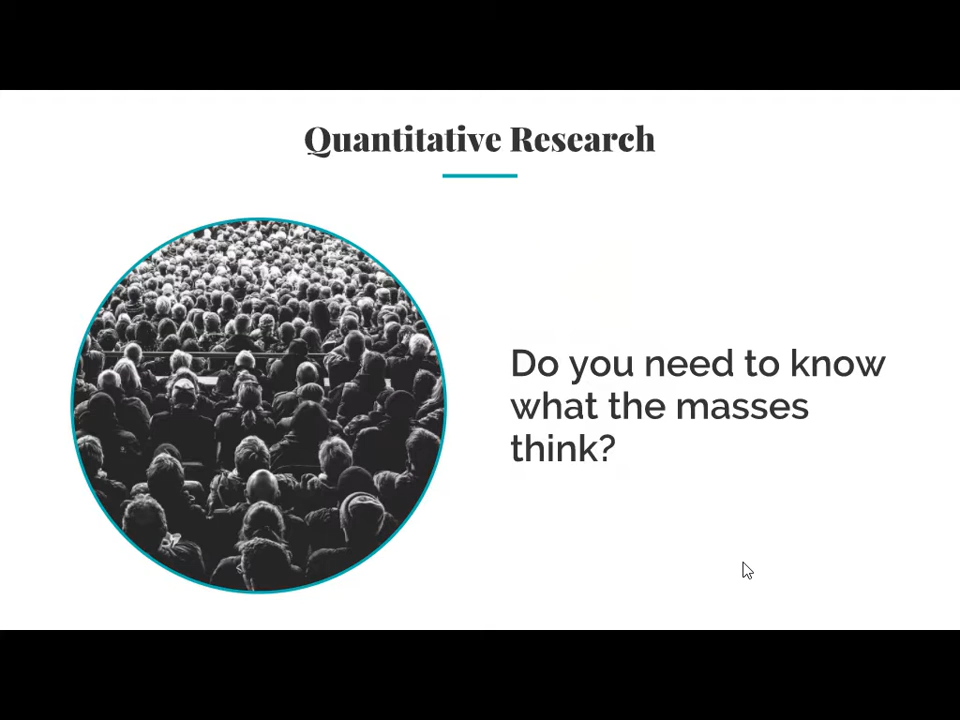 Quantitative Research
Do you need to know
what the masses
think?